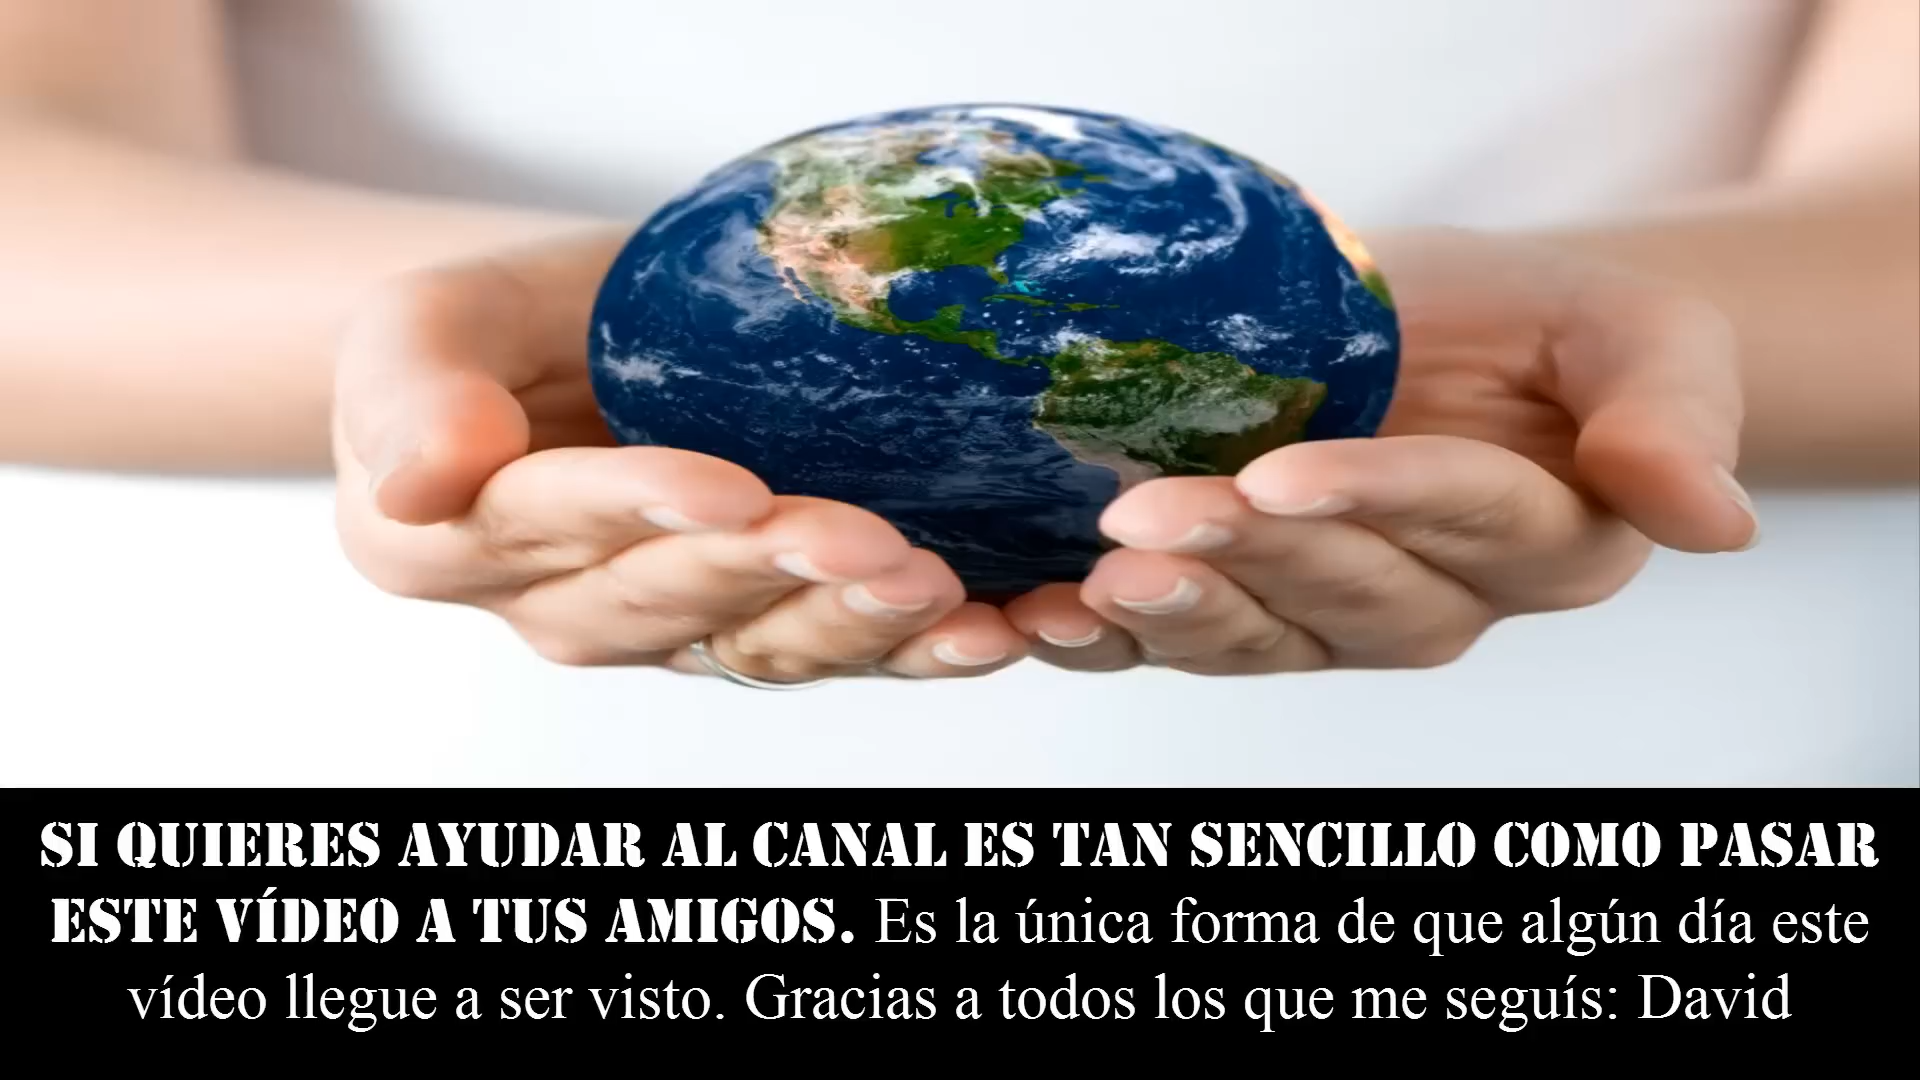 SI QUIERES AYUDAR AL CANAL ES TAN SENCILLO COMO PASAR
ESTE VÍDEO A TUS AMIGOS. Es la única forma de que algún día este
vídeo llegue a ser visto. Gracias a todos los que me seguís: David